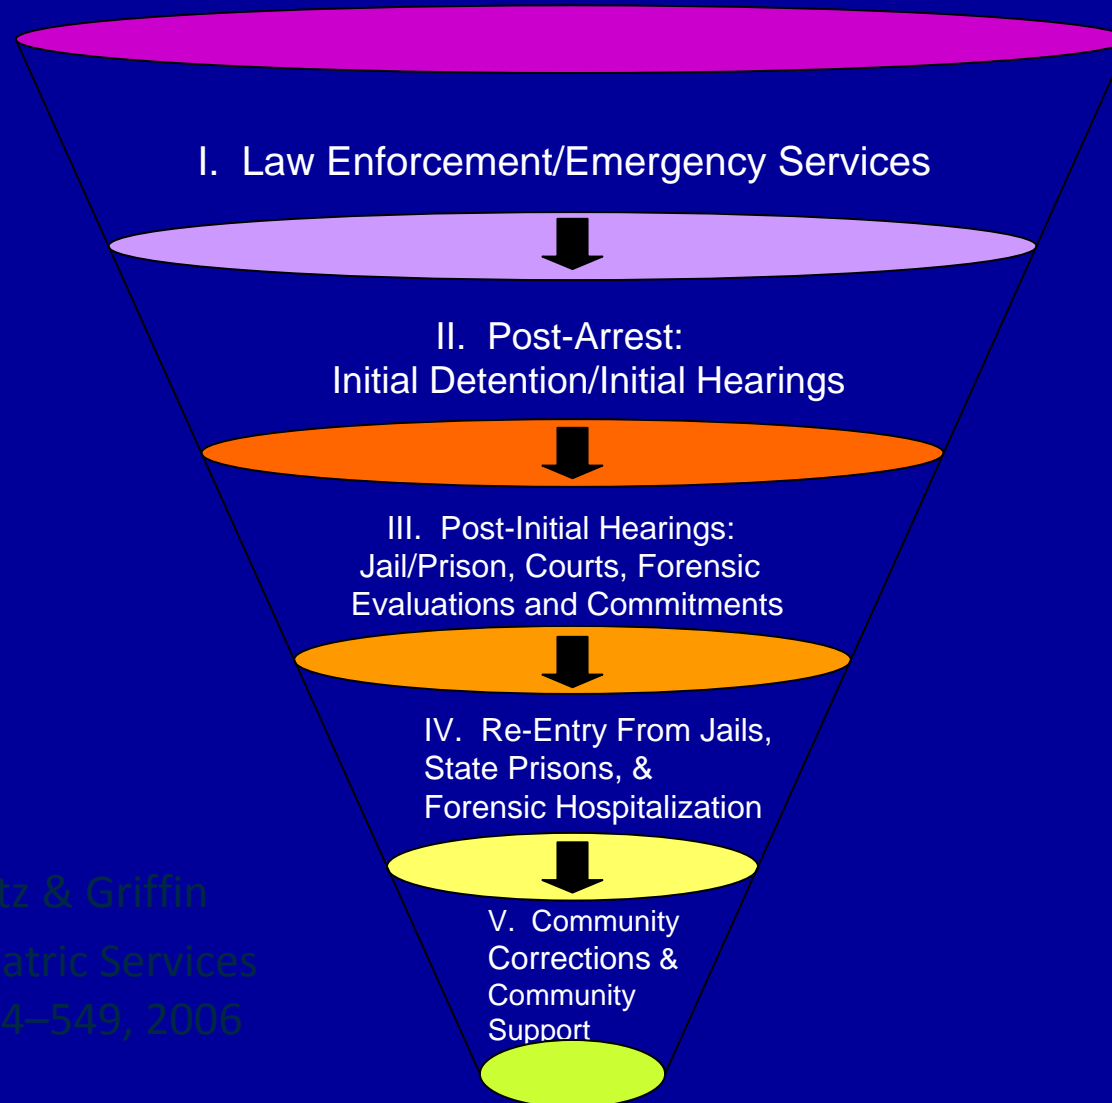 I. Law Enforcement/Emergency Services
II. Post-Arrest:
Initial Detention/Initial Hearings
III. Post-Initial Hearings:
Jail/Prison, Courts, Forensic
Evaluations and Commitments
IV. Re-Entry From Jails,
State Prisons, &
Forensic Hospitalization
V. Community
Corrections &
Community
Support
tz & Griffin
atric Services
4–549, 2006